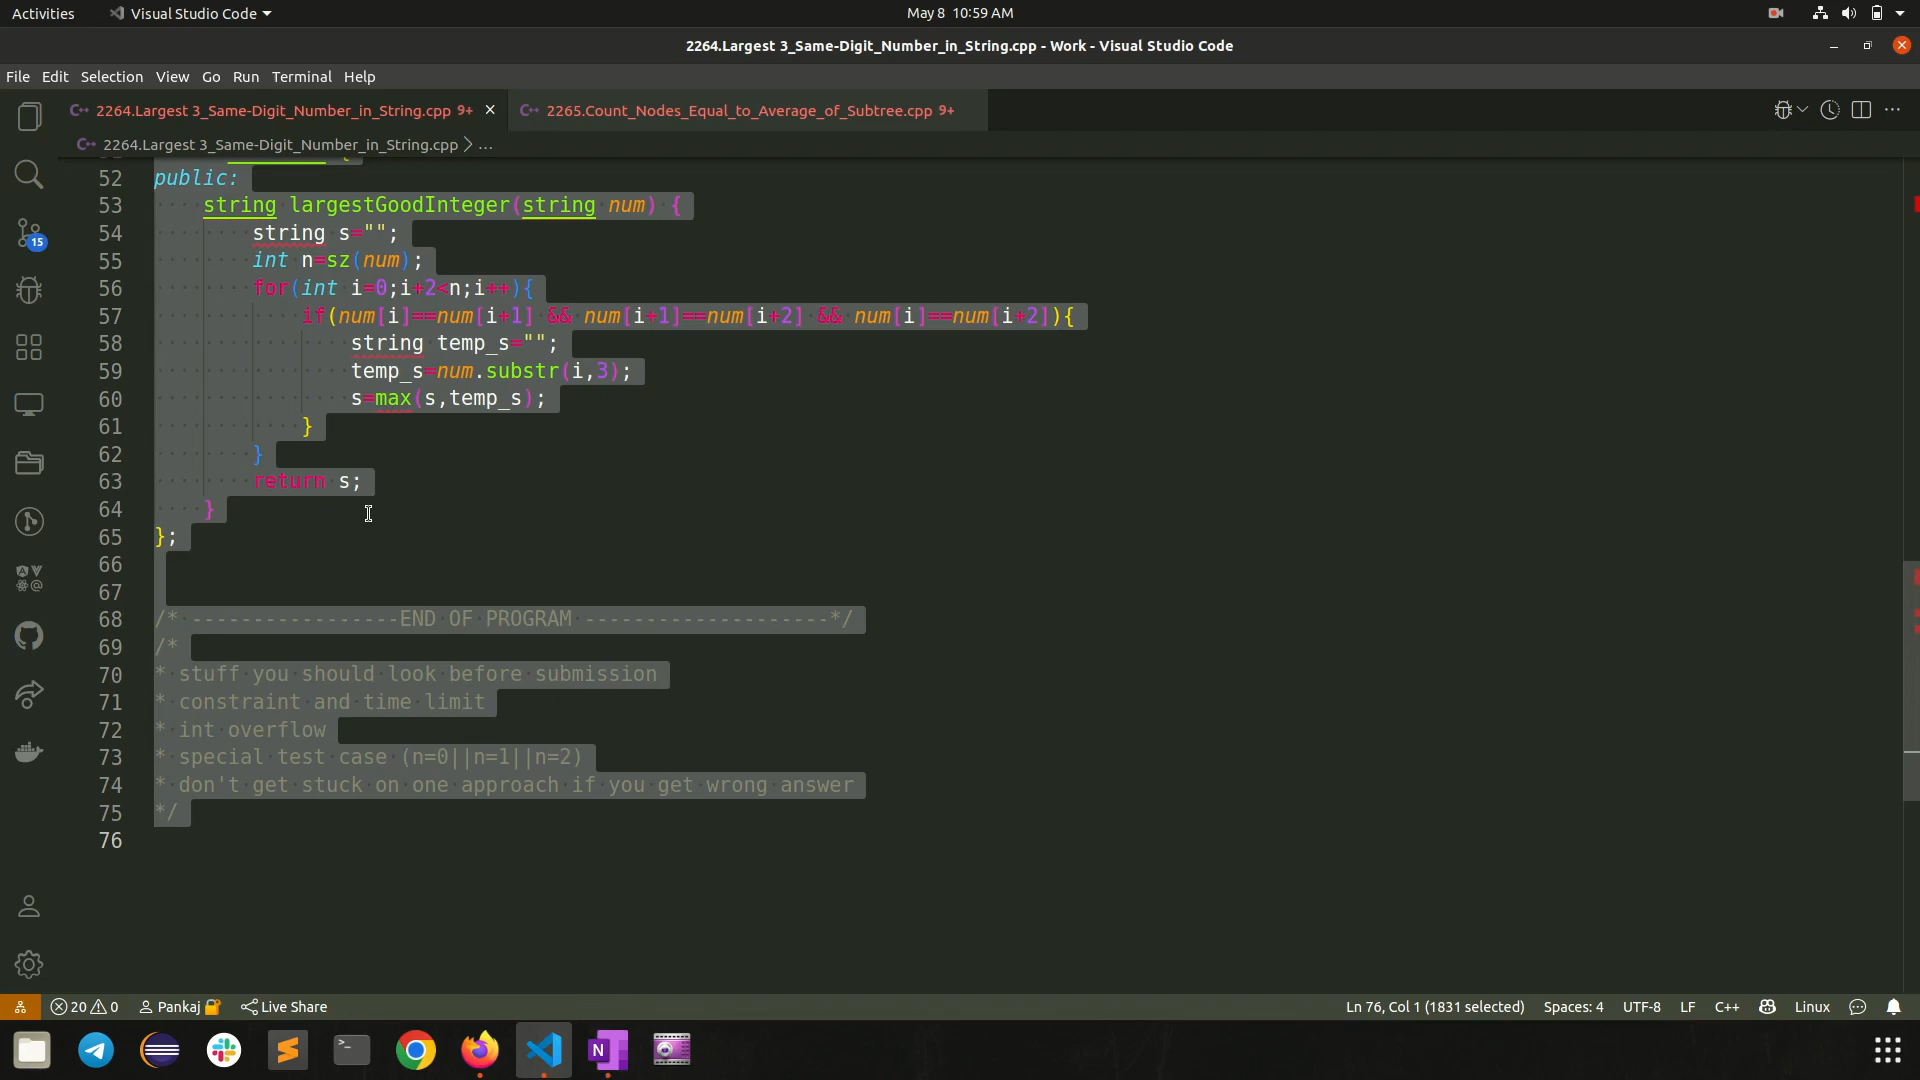 Activities Visual Studio Code May 8 10:59 AM
2264.Largest 3_Same-Digit_Number_in_String.cpp - Work - Visual Studio Code
File Edit Selection View Go Run Terminal Help
2264.Largest 3_Same-Digit_Number_in_String.cpp 9+ 2265.Count_Nodes_Equal_to_Average_of_Subtree.cpp 9+
2264.Largest 3_Same-Digit_Number_in_String.cpp > ...
52 public:
53 string largestGoodInteger(string num) {
54 string s="";
55 int n=sz(num);
56 for(int i=0;i+2<n;i++){
57 if(num[i]==num[i+1] && num[i+1]==num[i+2] && num[i]==num[i+2]){
58 string temp_s="";
59 temp_s=num.substr(i,3);
60 s=max(s,temp_s);
61 }
62 }
63 return s;
64 }
65 };
66
67
68 /* -----------------END OF PROGRAM --------------------*/
69 /*
70 * stuff you should look before submission
71 * constraint and time limit
72 * int overflow
73 * special test case (n=0||n=1||n=2)
74 * don't get stuck on one approach if you get wrong answer
75 */
76
15
20 0 Pankaj Live Share Ln 76, Col 1 (1831 selected) Spaces: 4 UTF-8 LF C++ Linux